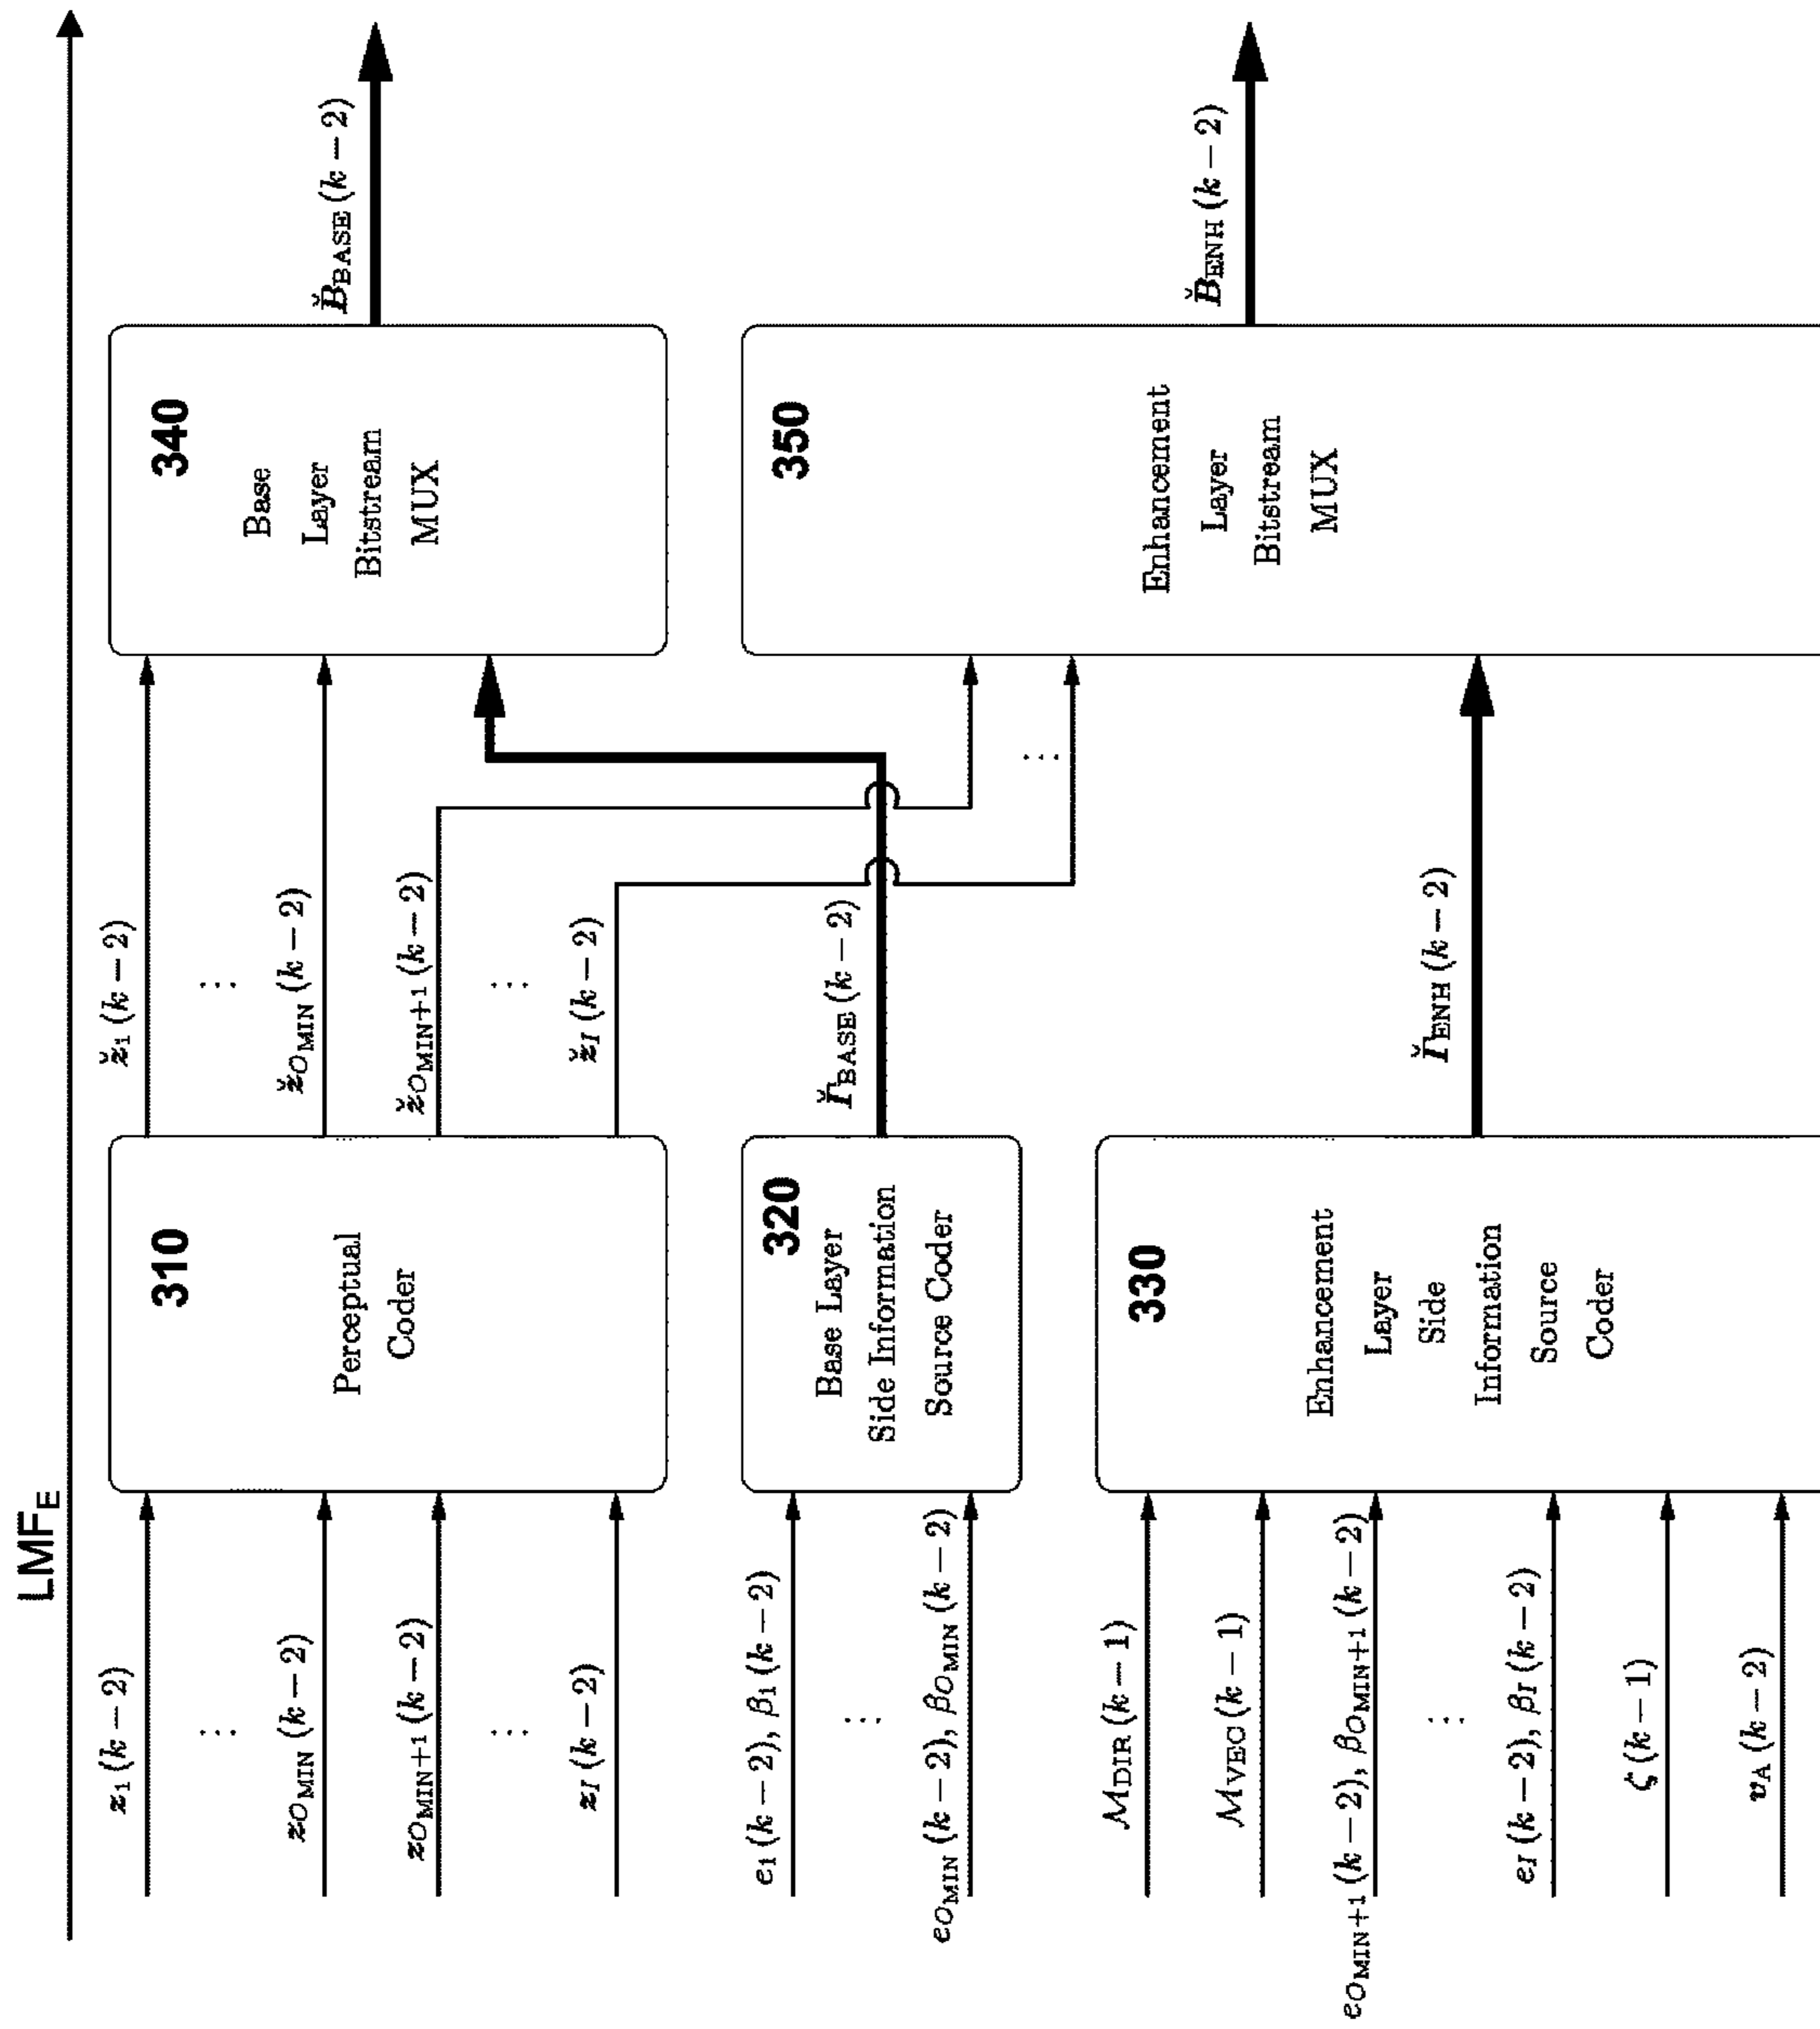 LMF_E
z_1(k−2)
⋮
z_{O_MIN}(k−2)
z_{O_MIN+1}(k−2)
⋮
z_I(k−2)
310
Perceptual
Coder
ž_1(k−2)
⋮
ž_{O_MIN}(k−2)
ž_{O_MIN+1}(k−2)
⋮
ž_I(k−2)
340
Base
Layer
Bitstream
MUX
B̌_BASE(k−2)
e_1(k−2), β_1(k−2)
⋮
e_{O_MIN}(k−2), β_{O_MIN}(k−2)
320
Base Layer
Side Information
Source Coder
Γ̌_BASE(k−2)
⋮
350
Enhancement
Layer
Bitstream
MUX
B̌_ENH(k−2)
M_DIR(k−1)
M_VEC(k−1)
e_{O_MIN+1}(k−2), β_{O_MIN+1}(k−2)
⋮
e_I(k−2), β_I(k−2)
ζ(k−1)
v_A(k−2)
330
Enhancement
Layer
Side
Information
Source
Coder
Γ̌_ENH(k−2)